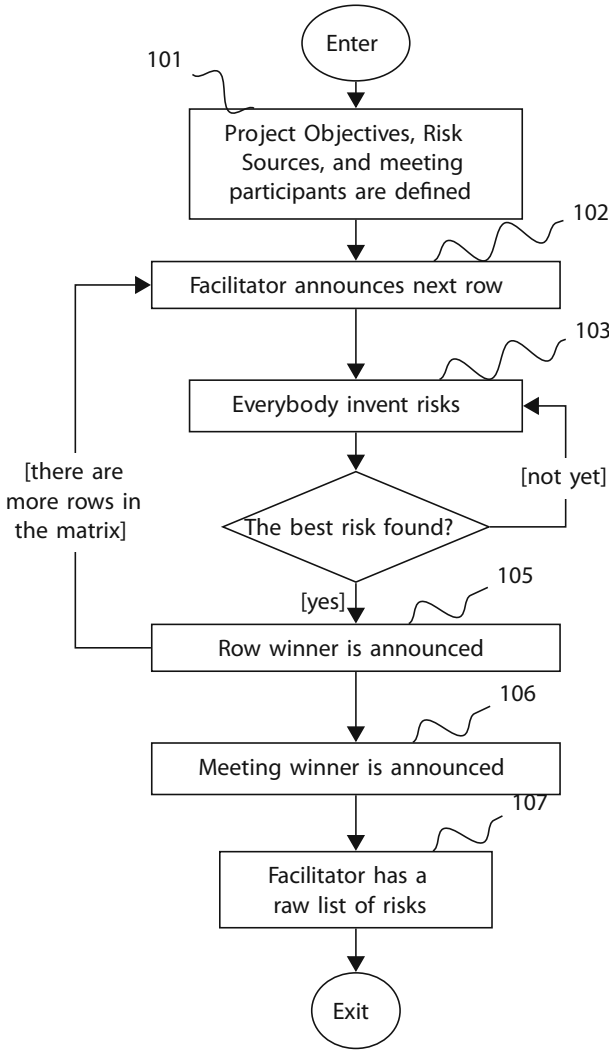 Enter
101
Project Objectives, Risk
Sources, and meeting
participants are defined
102
Facilitator announces next row
103
Everybody invent risks
[there are
more rows in
the matrix]
[not yet]
The best risk found?
[yes]
105
Row winner is announced
106
Meeting winner is announced
107
Facilitator has a
raw list of risks
Exit